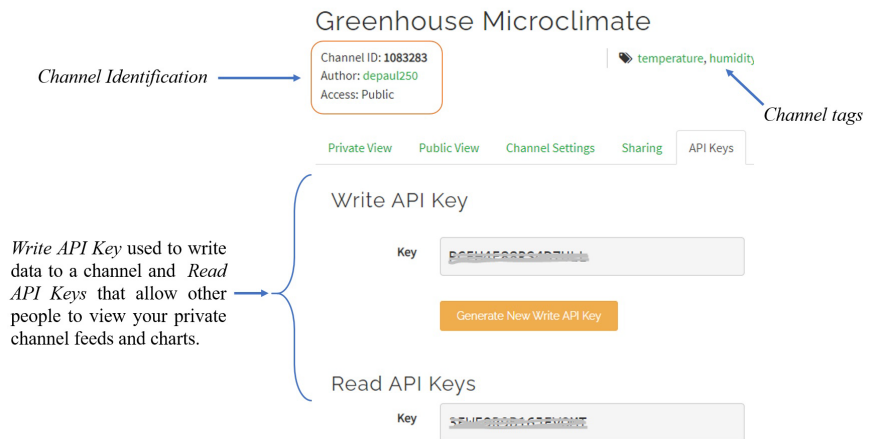 Greenhouse Microclimate
Channel Identification
Channel ID: 1083283
Author: depaul250
Access: Public
temperature, humidity
Channel tags
Private View
Public View
Channel Settings
Sharing
API Keys
Write API Key
Write API Key used to write
data to a channel and Read
API Keys that allow other
people to view your private
channel feeds and charts.
Key
Generate New Write API Key
Read API Keys
Key